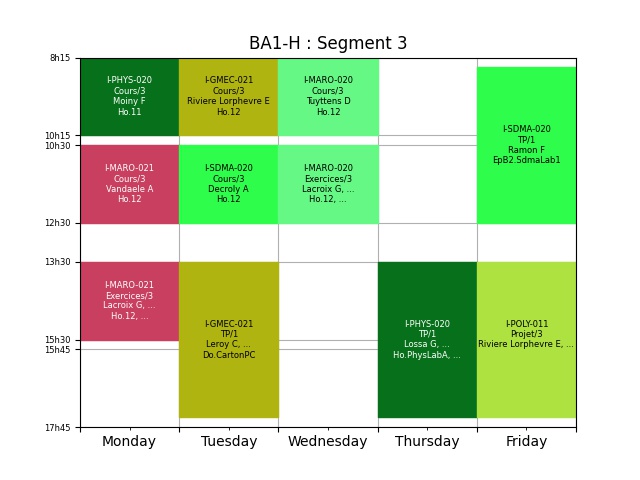 BA1-H : Segment 3
8h15
10h15
10h30
12h30
13h30
15h30
15h45
17h45
I-PHYS-020
Cours/3
Moiny F
Ho.11
I-MARO-021
Cours/3
Vandaele A
Ho.12
I-MARO-021
Exercices/3
Lacroix G, ...
Ho.12, ...
I-GMEC-021
Cours/3
Riviere Lorphevre E
Ho.12
I-SDMA-020
Cours/3
Decroly A
Ho.12
I-GMEC-021
TP/1
Leroy C, ...
Do.CartonPC
I-MARO-020
Cours/3
Tuyttens D
Ho.12
I-MARO-020
Exercices/3
Lacroix G, ...
Ho.12, ...
I-PHYS-020
TP/1
Lossa G, ...
Ho.PhysLabA, ...
I-SDMA-020
TP/1
Ramon F
EpB2.SdmaLab1
I-POLY-011
Projet/3
Riviere Lorphevre E, ...
Monday
Tuesday
Wednesday
Thursday
Friday